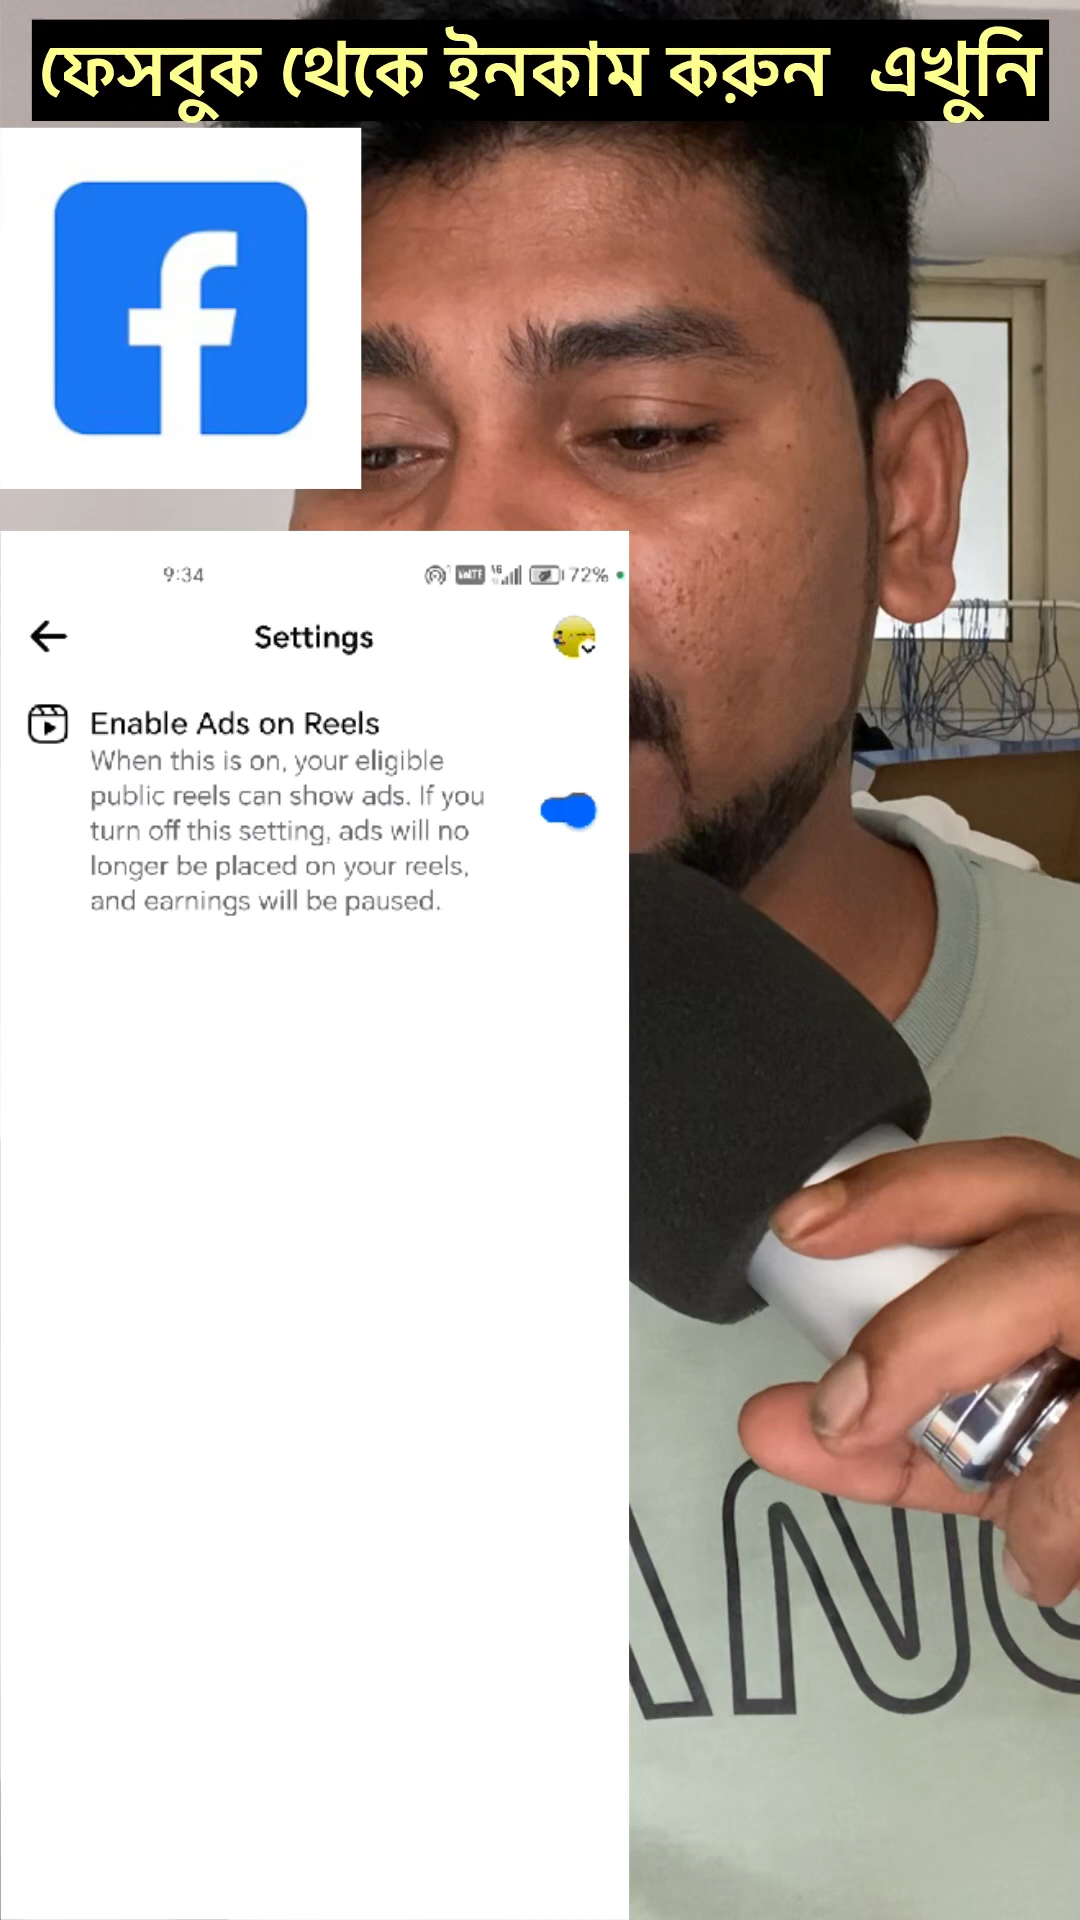 ফেসবুক থেকে ইনকাম করুন এখুনি
9:34
VoLTE
72%
Settings
Enable Ads on Reels
When this is on, your eligible
public reels can show ads. If you
turn off this setting, ads will no
longer be placed on your reels,
and earnings will be paused.